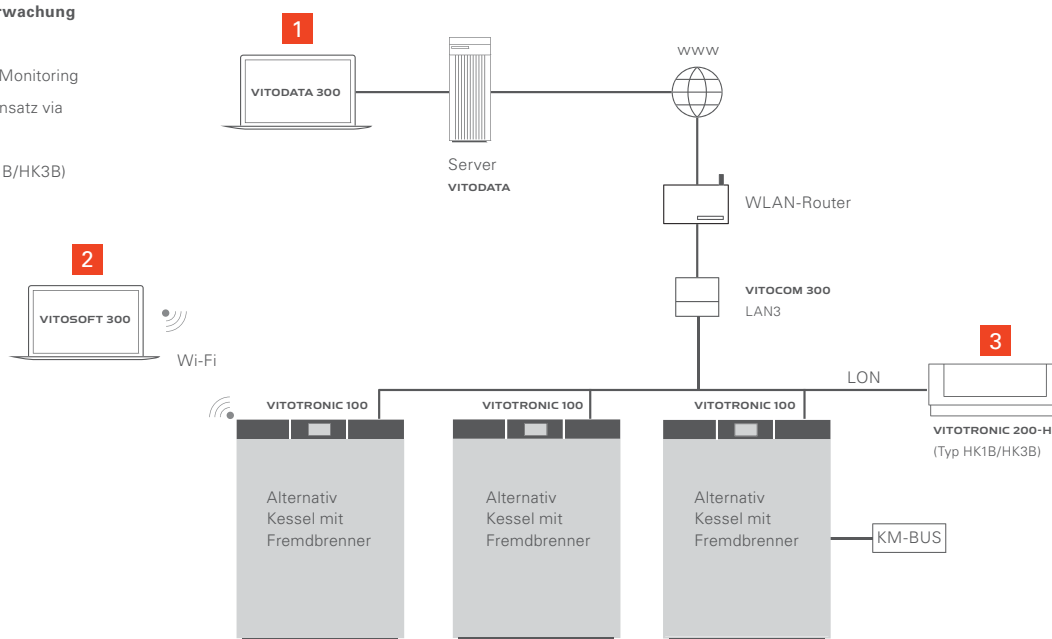 1
www
Monitoring
VITODATA 300
B/HK3B)
Server
VITODATA
WLAN-Router
2
VITOCOM 300
LAN3
VITOSOFT 300
3
Wi-Fi
LON
VITOTRONIC 100
VITOTRONIC 100
VITOTRONIC 100
VITOTRONIC 200-H
(Typ HK1B/HK3B)
Alternativ
Kessel mit
Fremdbrenner
Alternativ
Kessel mit
Fremdbrenner
Alternativ
Kessel mit
Fremdbrenner
KM-BUS
rwachung
nsatz via